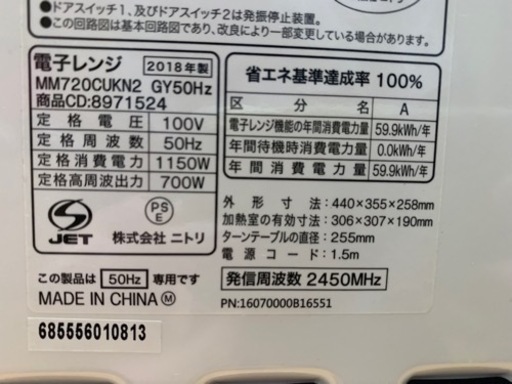 ●ドアスイッチ1、及びドアスイッチ2は発振停止装置。
●この回路図は基本回路図です。改良により一部変更している場合があります。
電子レンジ 2018年製
MM720CUKN2 GY50Hz
商品CD:8971524
定格電圧 100V
定格周波数 50Hz
定格消費電力 1150W
定格高周波出力 700W
省エネ基準達成率 100%
区分名 A
電子レンジ機能の年間消費電力量 59.9kWh/年
年間待機時消費電力量 0.0kWh/年
年間消費電力量 59.9kWh/年
外形寸法:440×355×258mm
加熱室の有効寸法:306×307×190mm
ターンテーブルの直径:255mm
電源コード:1.5m
PS
E
JET 株式会社 ニトリ
この製品は 50Hz 専用です
発信周波数 2450MHz
MADE IN CHINA Ⓜ
PN:16070000B16551
685556010813